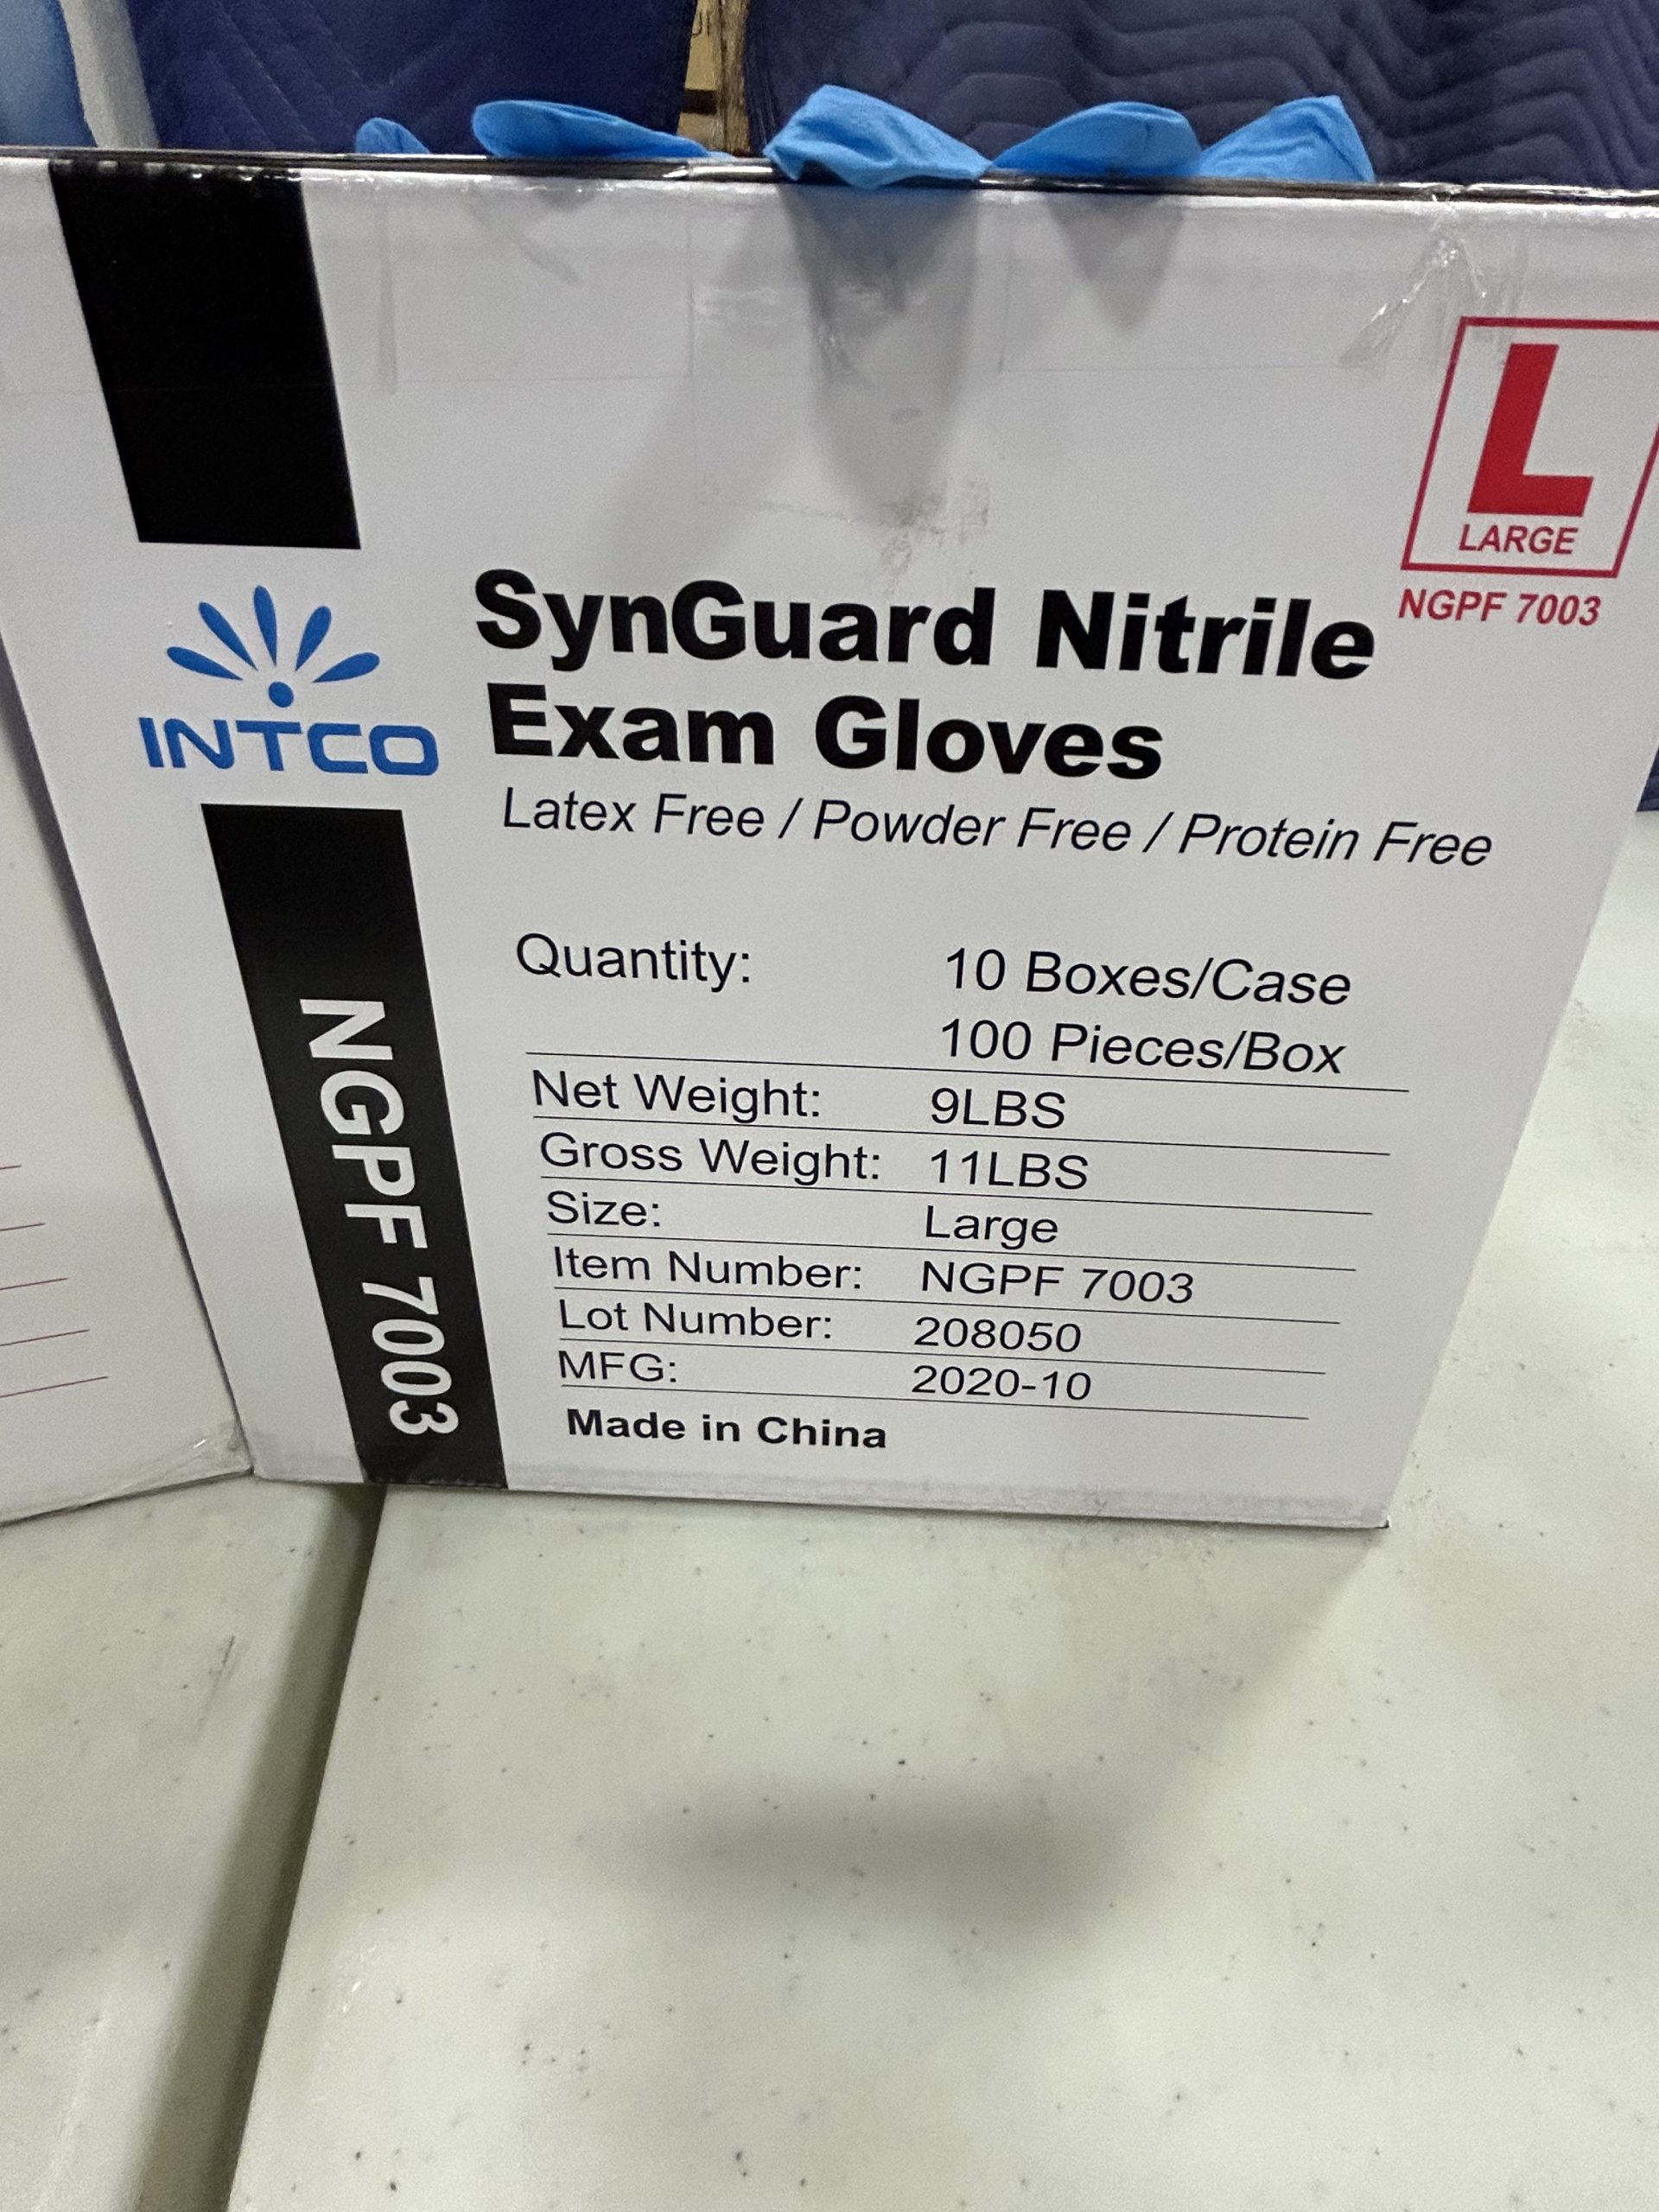 L
LARGE
NGPF 7003
INTCO
SynGuard Nitrile
Exam Gloves
Latex Free / Powder Free / Protein Free
Quantity: 10 Boxes/Case
100 Pieces/Box
Net Weight: 9LBS
Gross Weight: 11LBS
Size: Large
Item Number: NGPF 7003
Lot Number: 208050
MFG: 2020-10
Made in China
NGPF 7003